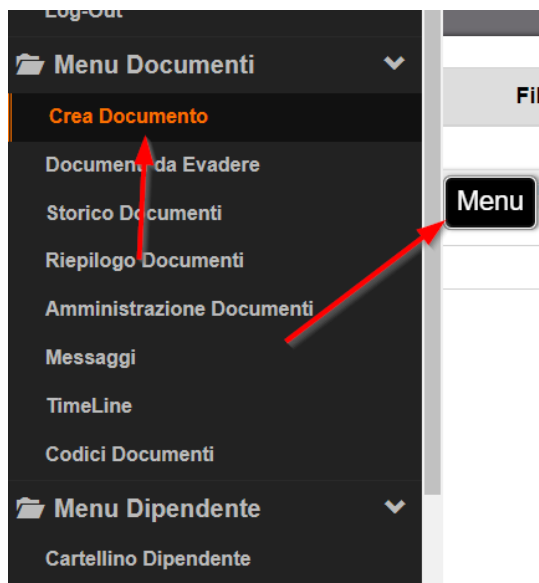 Log-Out
Menu Documenti
Crea Documento
Documenti da Evadere
Storico Documenti
Riepilogo Documenti
Amministrazione Documenti
Messaggi
TimeLine
Codici Documenti
Menu Dipendente
Cartellino Dipendente
Fil
Menu